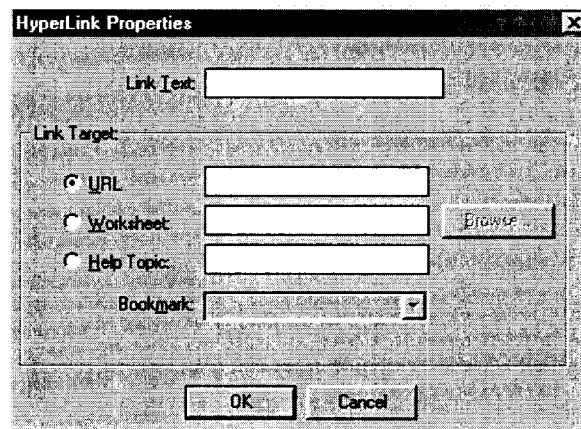 HyperLink Properties
Link Text:
Link Target:
URL
Worksheet: Browse...
Help Topic:
Bookmark:
OK Cancel